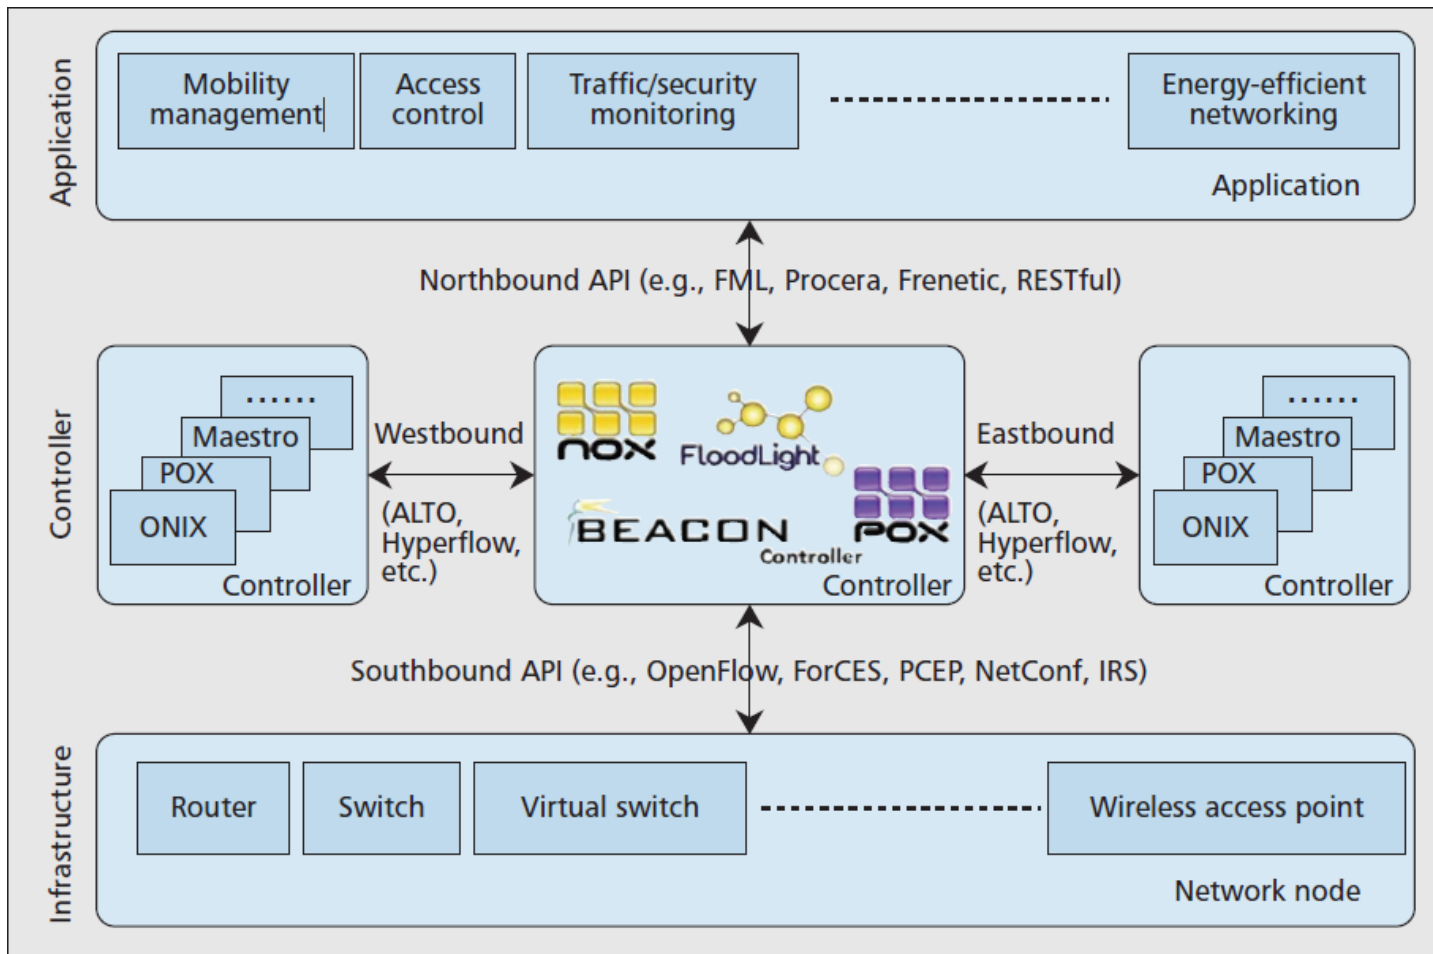 Application
Mobility
management
Access
control
Traffic/security
monitoring
Energy-efficient
networking
Application
Northbound API (e.g., FML, Procera, Frenetic, RESTful)
Controller
......
Maestro
POX
ONIX
Controller
Westbound
(ALTO,
Hyperflow,
etc.)
nox
FloodLight
BEACON
Controller
POX
Controller
Eastbound
(ALTO,
Hyperflow,
etc.)
......
Maestro
POX
ONIX
Controller
Southbound API (e.g., OpenFlow, ForCES, PCEP, NetConf, IRS)
Infrastructure
Router
Switch
Virtual switch
Wireless access point
Network node